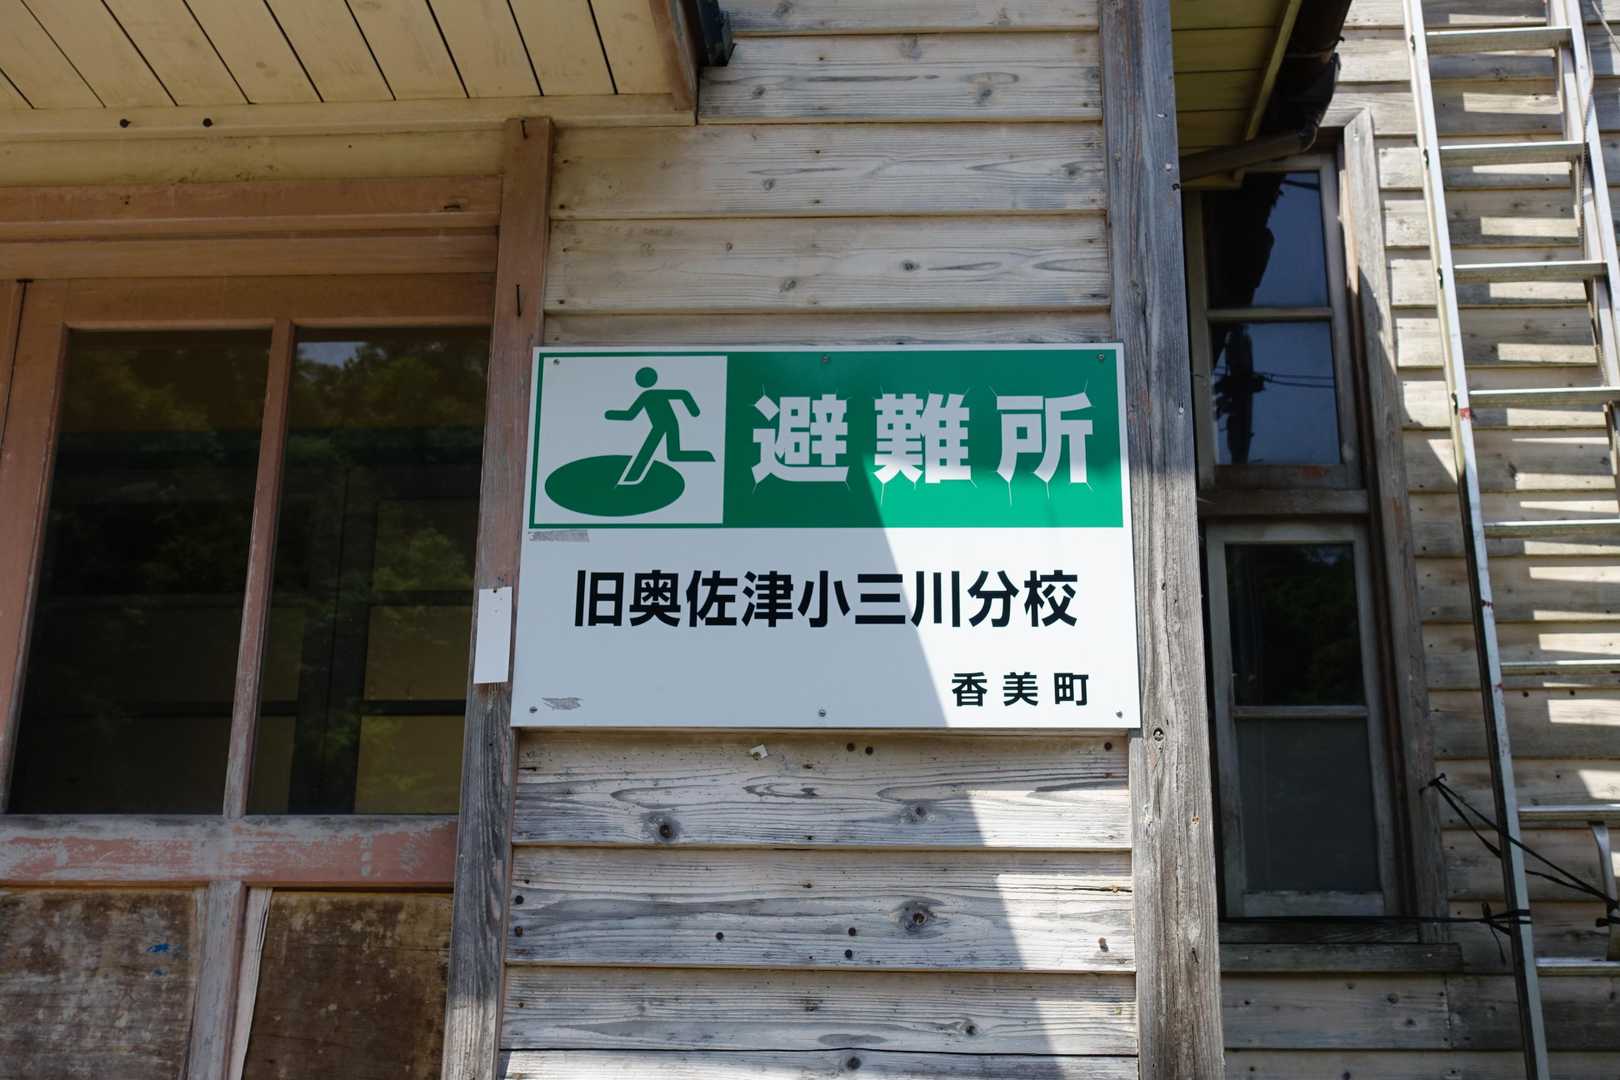 避難所
旧奥佐津小三川分校
香美町